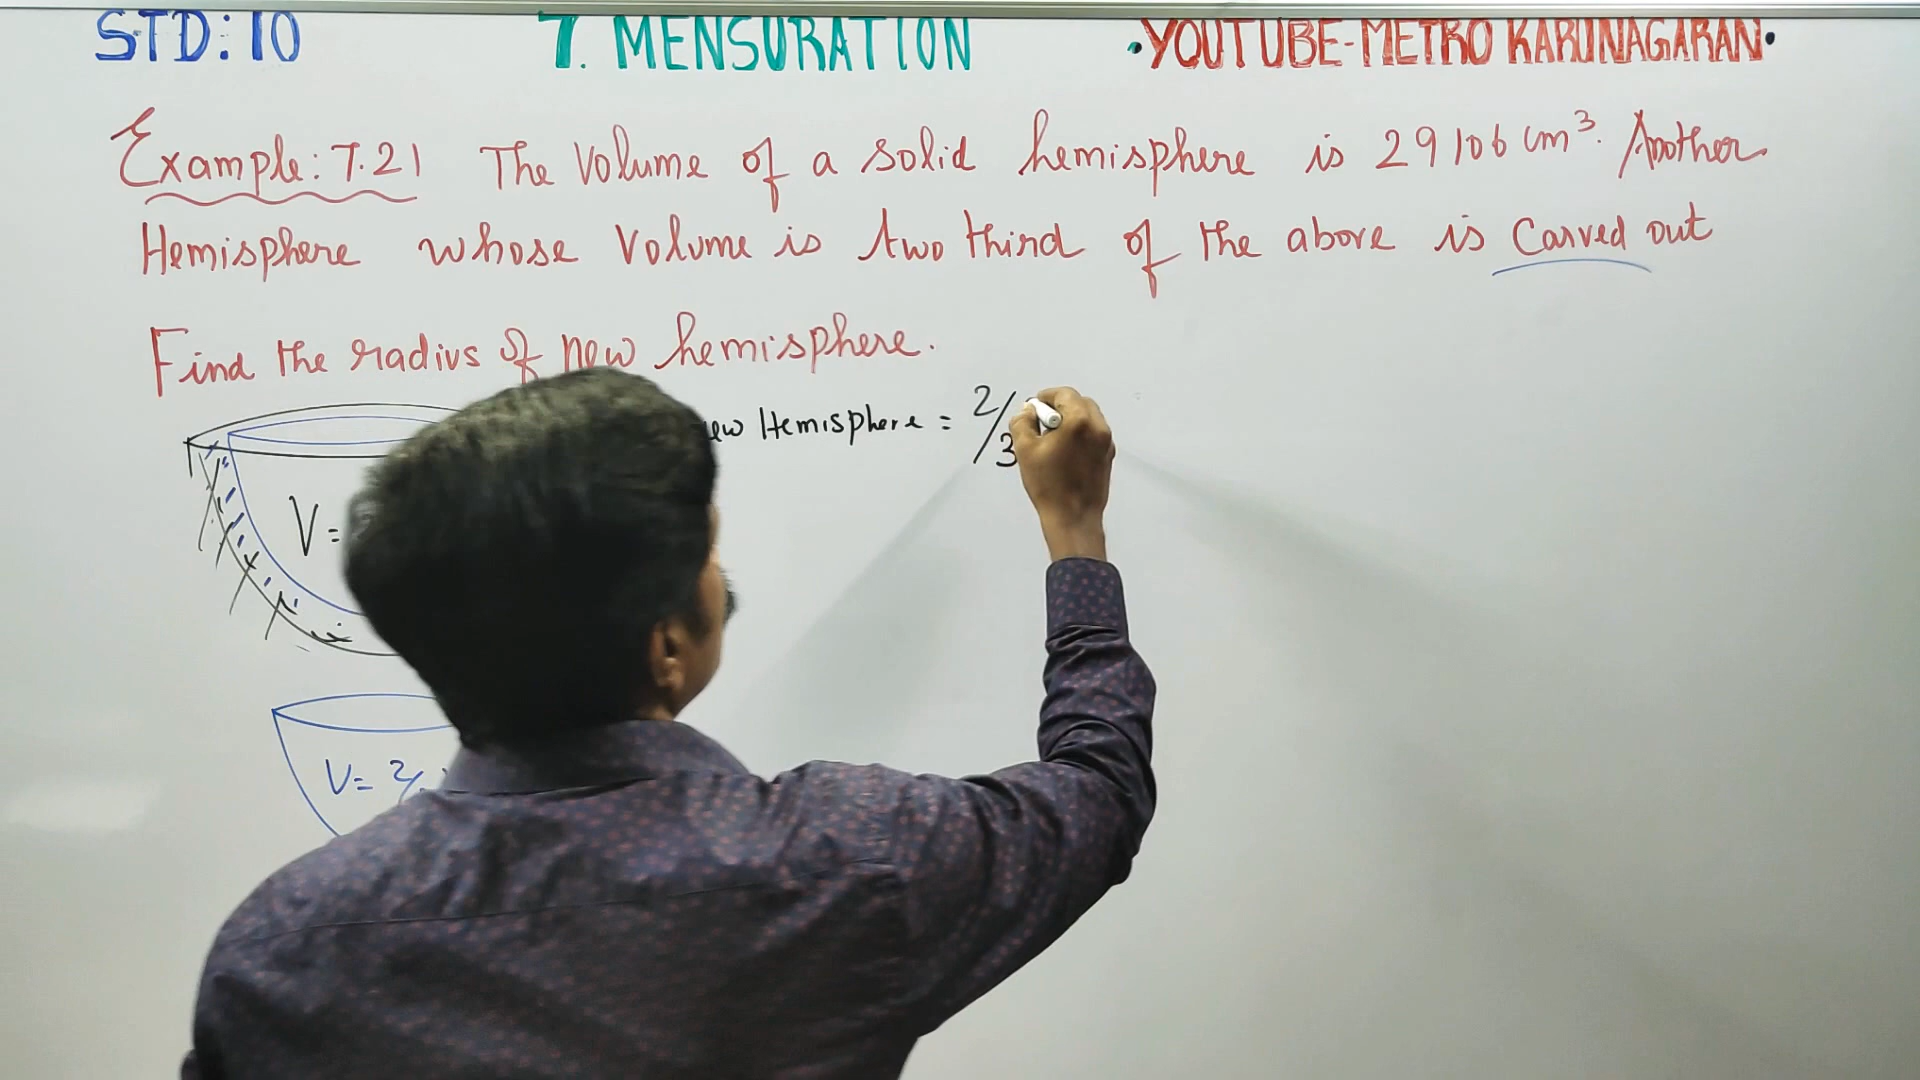 STD:10 7. MENSURATION •YOUTUBE-METRO KARUNAGARAN•
Example:7.21 The Volume of a solid hemisphere is 29106 cm³. Another
Hemisphere whose Volume is two third of the above is Carved out
Find the radius of new hemisphere.
Hemisphere = 2/3
V=
V= 2/